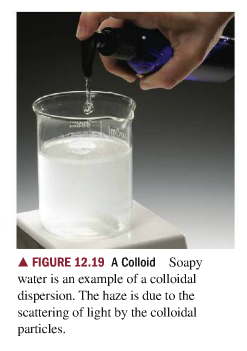 ▲ FIGURE 12.19 A Colloid Soapy
water is an example of a colloidal
dispersion. The haze is due to the
scattering of light by the colloidal
particles.